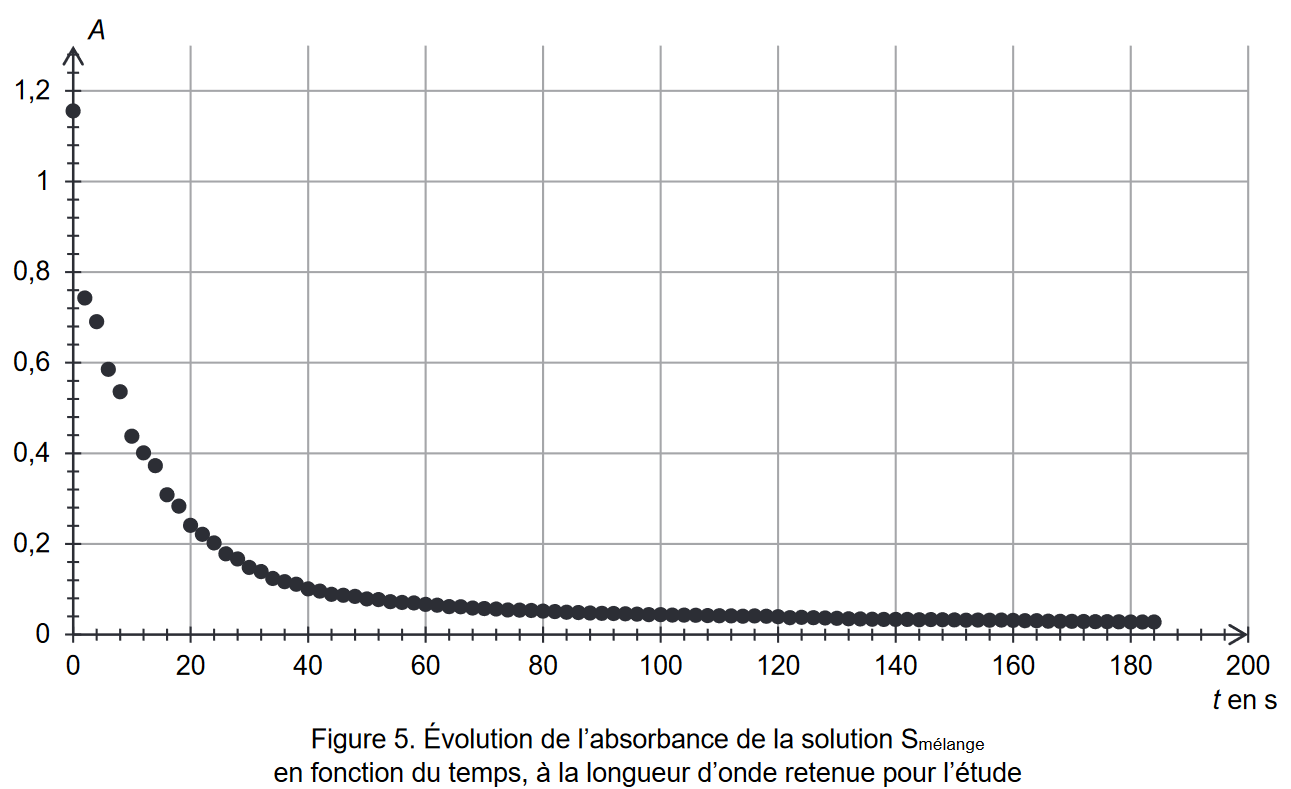 A
1,2
1
0,8
0,6
0,4
0,2
0
0 20 40 60 80 100 120 140 160 180 200
t en s
Figure 5. Évolution de l’absorbance de la solution Smélange
en fonction du temps, à la longueur d’onde retenue pour l’étude